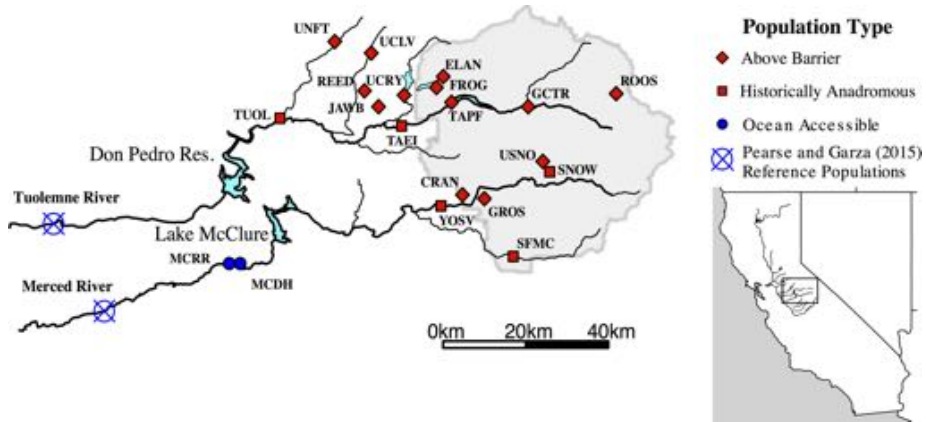 UNFT
UCLV
ELAN
REED
UCRY
FROG
ROOS
JAWB
GCTR
TUOL
TAPF
TAEI
Don Pedro Res.
USNO
SNOW
CRAN
Tuolemne River
GROS
YOSV
Lake McClure
SFMC
MCRR
MCDH
Merced River
0km 20km 40km
Population Type
Above Barrier
Historically Anadromous
Ocean Accessible
Pearse and Garza (2015)
Reference Populations